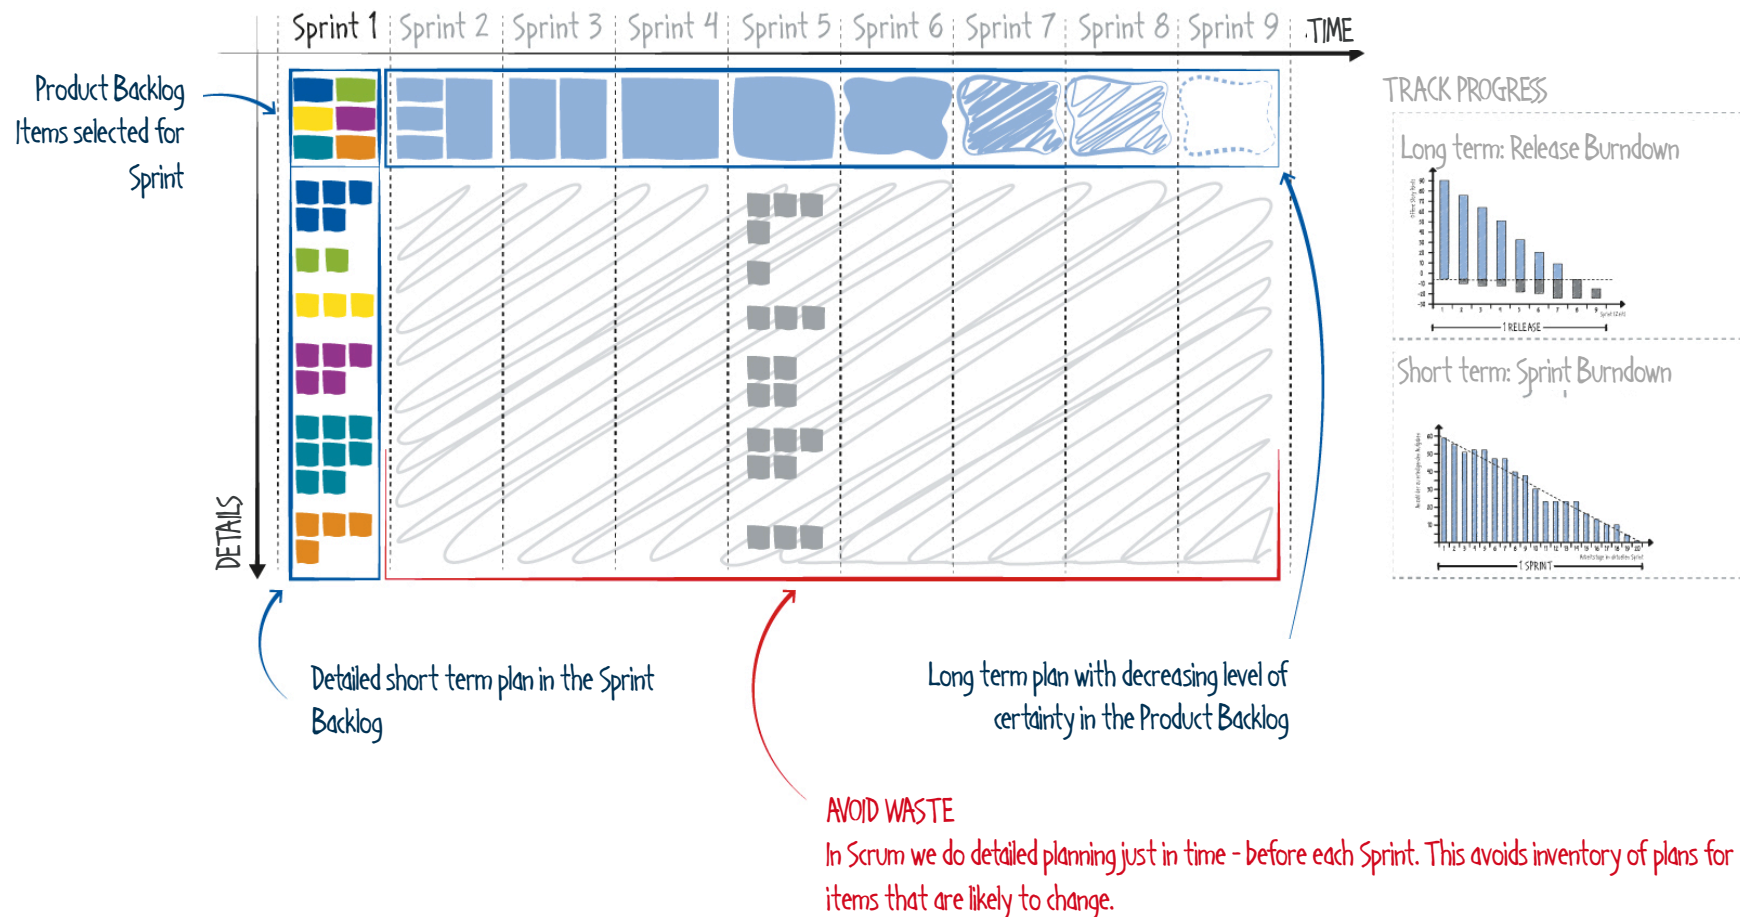 Sprint 1
Sprint 2
Sprint 3
Sprint 4
Sprint 5
Sprint 6
Sprint 7
Sprint 8
Sprint 9
TIME
Product Backlog
Items selected for
Sprint
TRACK PROGRESS
Long term: Release Burndown
1 RELEASE
Short term: Sprint Burndown
1 SPRINT
DETAILS
Detailed short term plan in the Sprint
Backlog
Long term plan with decreasing level of
certainty in the Product Backlog
AVOID WASTE
In Scrum we do detailed planning just in time - before each Sprint. This avoids inventory of plans for
items that are likely to change.